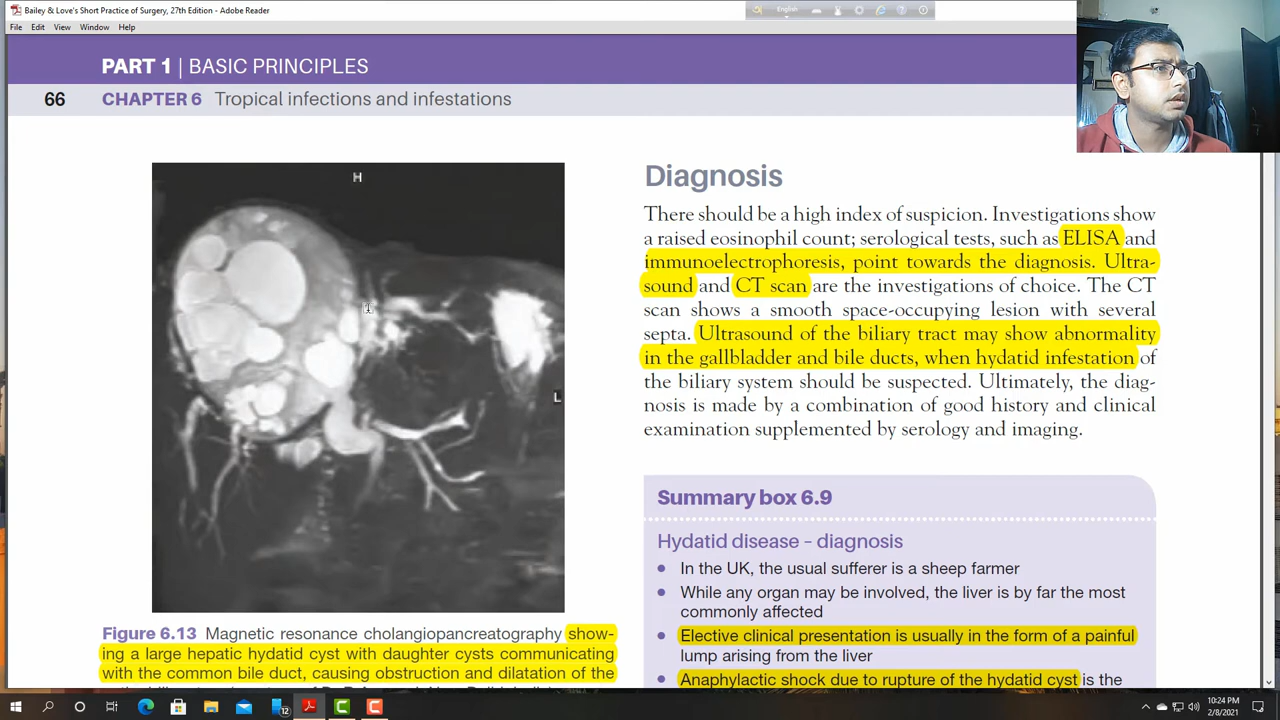 Bailey & Love's Short Practice of Surgery, 27th Edition - Adobe Reader
English
File Edit View Window Help
PART 1 | BASIC PRINCIPLES
66 CHAPTER 6 Tropical infections and infestations
H
L
Figure 6.13 Magnetic resonance cholangiopancreatography show-
ing a large hepatic hydatid cyst with daughter cysts communicating
with the common bile duct, causing obstruction and dilatation of the
Diagnosis
There should be a high index of suspicion. Investigations show
a raised eosinophil count; serological tests, such as ELISA and
immunoelectrophoresis, point towards the diagnosis. Ultra-
sound and CT scan are the investigations of choice. The CT
scan shows a smooth space-occupying lesion with several
septa. Ultrasound of the biliary tract may show abnormality
in the gallbladder and bile ducts, when hydatid infestation of
the biliary system should be suspected. Ultimately, the diag-
nosis is made by a combination of good history and clinical
examination supplemented by serology and imaging.
Summary box 6.9
Hydatid disease – diagnosis
● In the UK, the usual sufferer is a sheep farmer
● While any organ may be involved, the liver is by far the most
commonly affected
● Elective clinical presentation is usually in the form of a painful
lump arising from the liver
● Anaphylactic shock due to rupture of the hydatid cyst is the
12
10:24 PM
2/8/2021